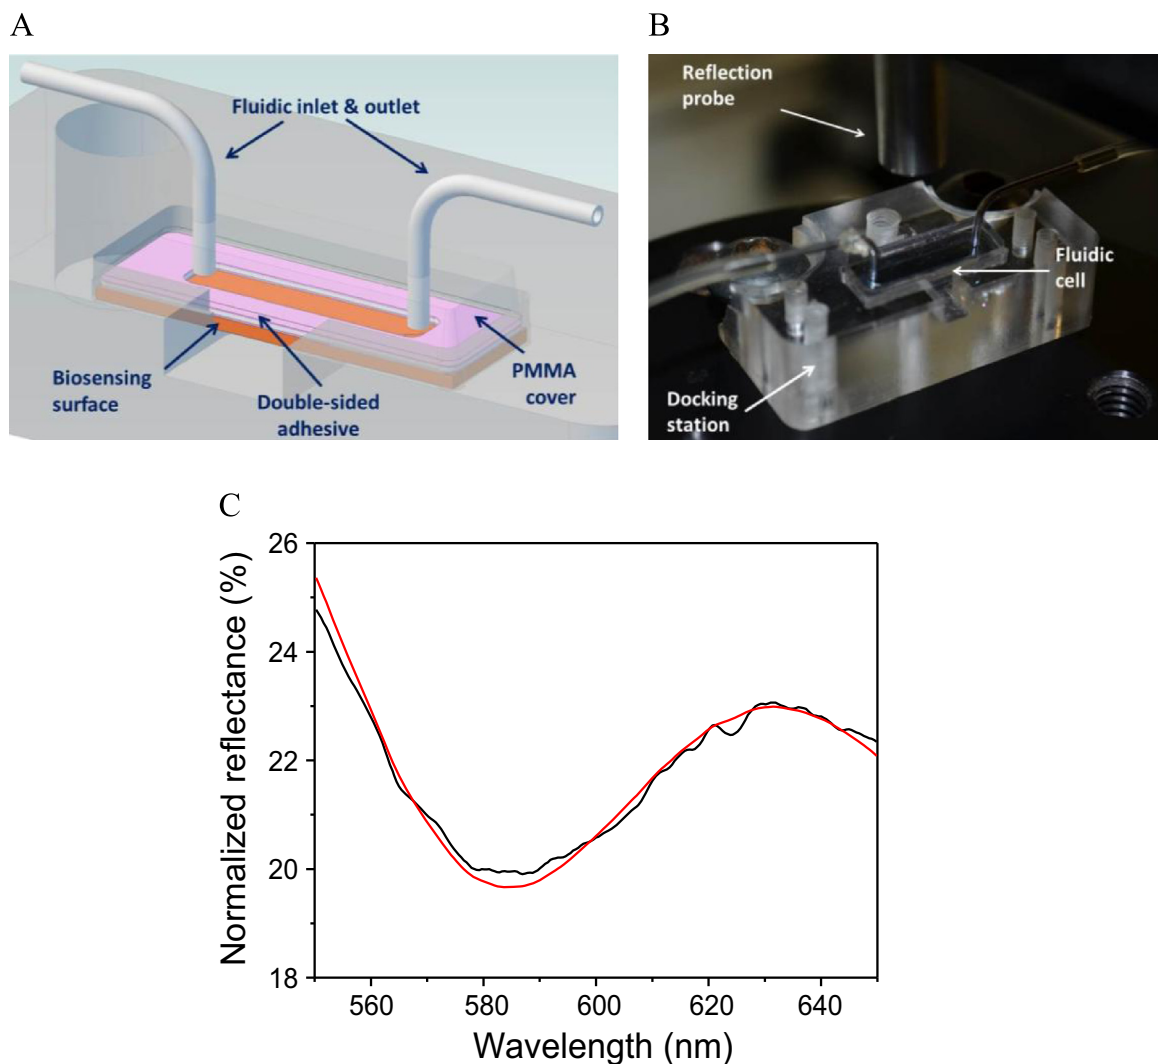 A
Fluidic inlet & outlet
Biosensing
surface
Double-sided
adhesive
PMMA
cover
B
Reflection
probe
Fluidic
cell
Docking
station
C
Normalized reflectance (%)
26
24
22
20
18
560 580 600 620 640
Wavelength (nm)